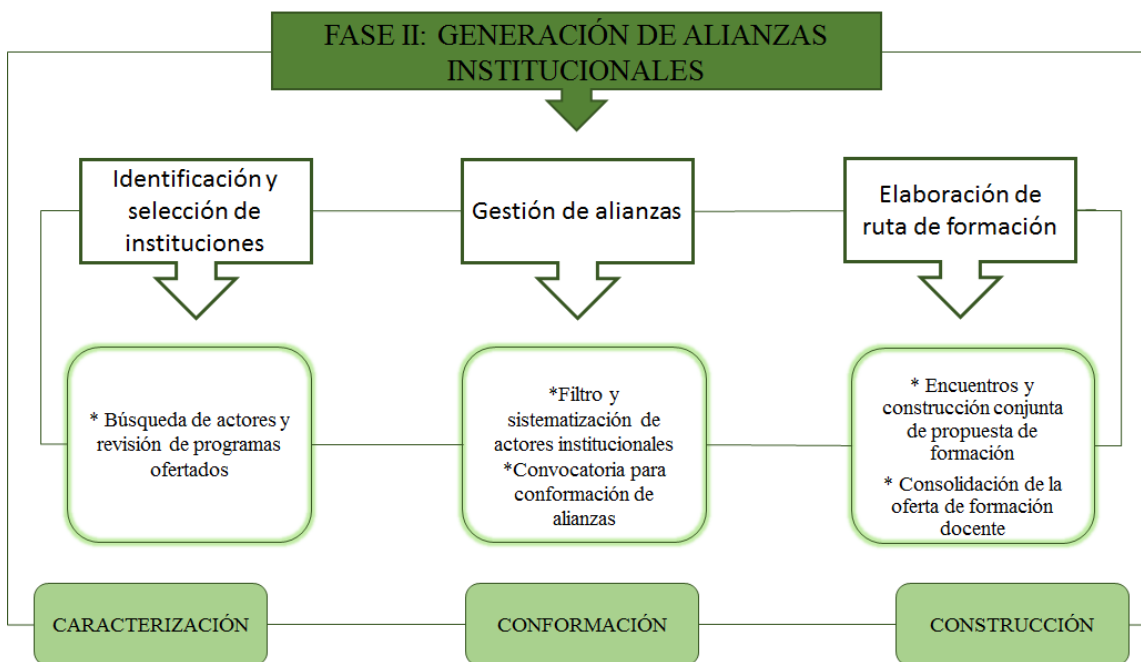 FASE II: GENERACIÓN DE ALIANZAS
INSTITUCIONALES
Identificación y
selección de
instituciones
Gestión de alianzas
Elaboración de
ruta de formación
* Búsqueda de actores y
revisión de programas
ofertados
*Filtro y
sistematización de
actores institucionales
*Convocatoria para
conformación de
alianzas
* Encuentros y
construcción conjunta
de propuesta de
formación
* Consolidación de la
oferta de formación
docente
CARACTERIZACIÓN
CONFORMACIÓN
CONSTRUCCIÓN